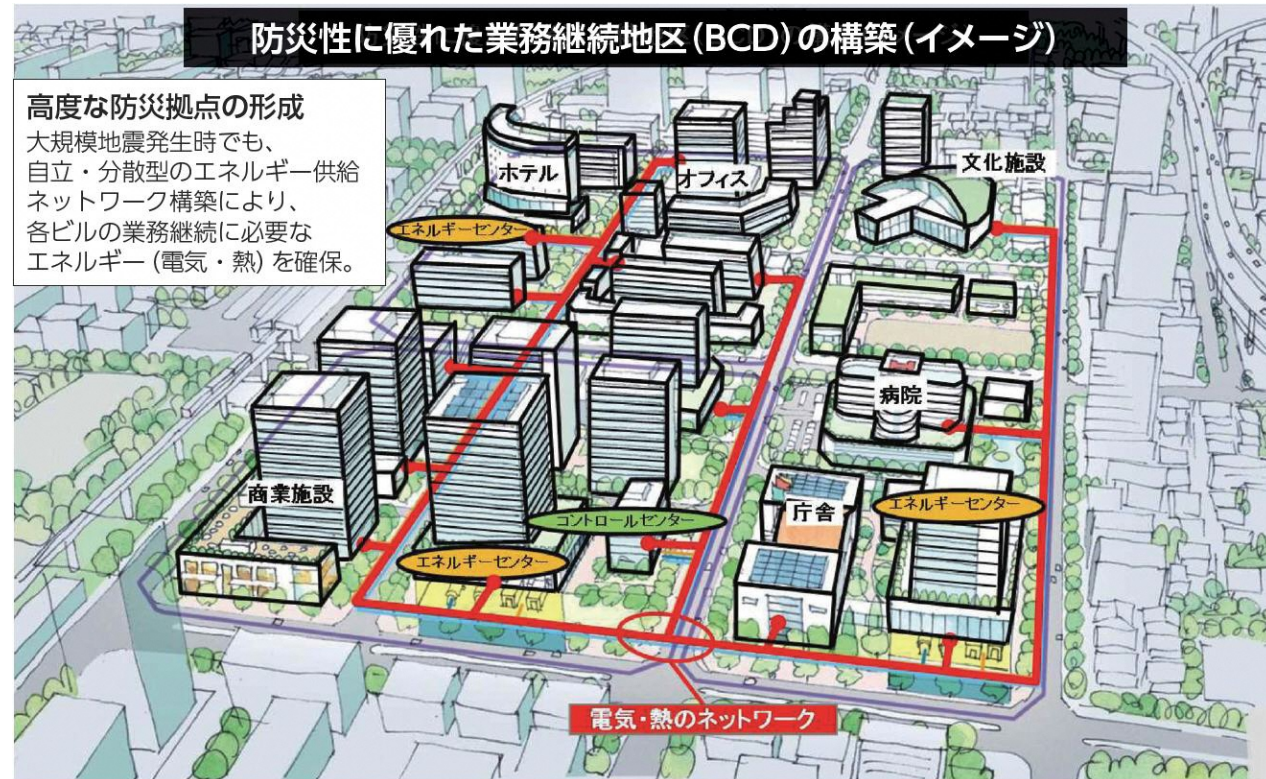 防災性に優れた業務継続地区(BCD)の構築(イメージ)
高度な防災拠点の形成
大規模地震発生時でも、
自立・分散型のエネルギー供給
ネットワーク構築により、
各ビルの業務継続に必要な
エネルギー(電気・熱)を確保。
ホテル
オフィス
文化施設
エネルギーセンター
病院
商業施設
コントロールセンター
庁舎
エネルギーセンター
エネルギーセンター
電気・熱のネットワーク